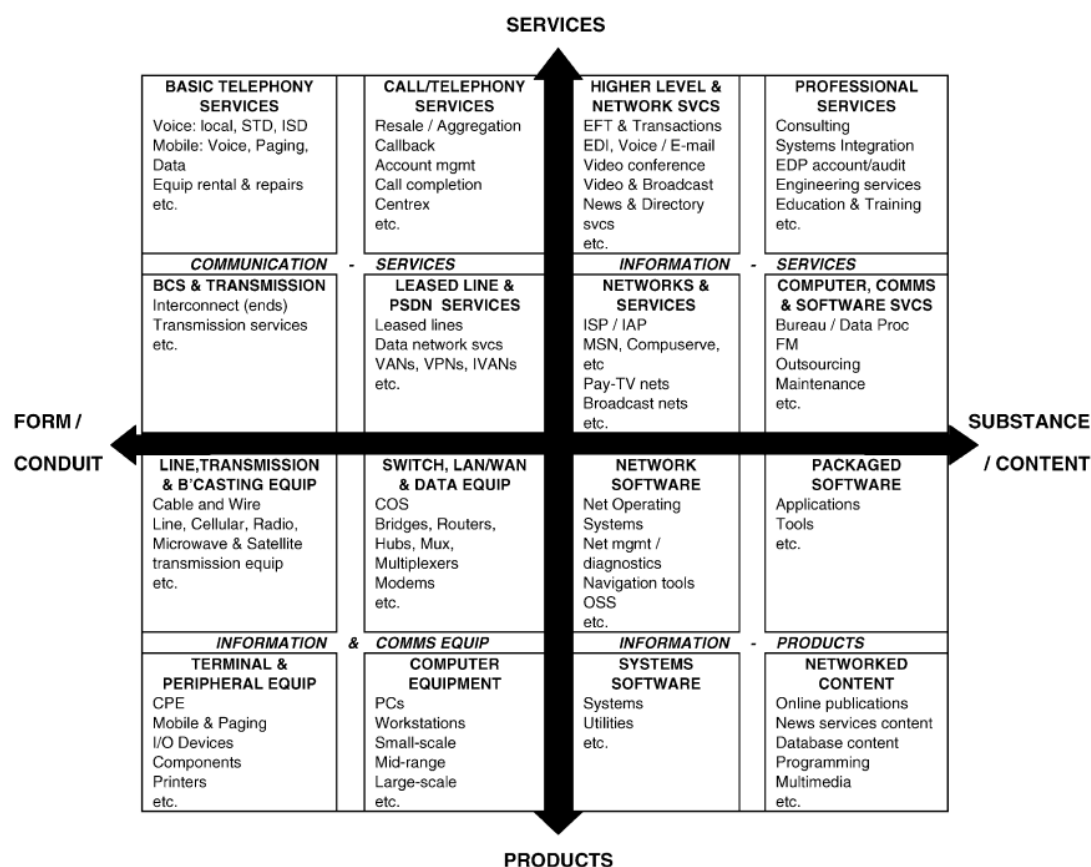 SERVICES
BASIC TELEPHONY
SERVICES
Voice: local, STD, ISD
Mobile: Voice, Paging,
Data
Equip rental & repairs
etc.
CALL/TELEPHONY
SERVICES
Resale / Aggregation
Callback
Account mgmt
Call completion
Centrex
etc.
HIGHER LEVEL &
NETWORK SVCS
EFT & Transactions
EDI, Voice / E-mail
Video conference
Video & Broadcast
News & Directory
svcs
etc.
PROFESSIONAL
SERVICES
Consulting
Systems Integration
EDP account/audit
Engineering services
Education & Training
etc.
COMMUNICATION - SERVICES
INFORMATION - SERVICES
BCS & TRANSMISSION
Interconnect (ends)
Transmission services
etc.
LEASED LINE &
PSDN SERVICES
Leased lines
Data network svcs
VANs, VPNs, IVANs
etc.
NETWORKS &
SERVICES
ISP / IAP
MSN, Compuserve,
etc
Pay-TV nets
Broadcast nets
etc.
COMPUTER, COMMS
& SOFTWARE SVCS
Bureau / Data Proc
FM
Outsourcing
Maintenance
etc.
FORM /
CONDUIT
SUBSTANCE
/ CONTENT
LINE,TRANSMISSION
& B'CASTING EQUIP
Cable and Wire
Line, Cellular, Radio,
Microwave & Satellite
transmission equip
etc.
SWITCH, LAN/WAN
& DATA EQUIP
COS
Bridges, Routers,
Hubs, Mux,
Multiplexers
Modems
etc.
NETWORK
SOFTWARE
Net Operating
Systems
Net mgmt /
diagnostics
Navigation tools
OSS
etc.
PACKAGED
SOFTWARE
Applications
Tools
etc.
INFORMATION & COMMS EQUIP
INFORMATION - PRODUCTS
TERMINAL &
PERIPHERAL EQUIP
CPE
Mobile & Paging
I/O Devices
Components
Printers
etc.
COMPUTER
EQUIPMENT
PCs
Workstations
Small-scale
Mid-range
Large-scale
etc.
SYSTEMS
SOFTWARE
Systems
Utilities
etc.
NETWORKED
CONTENT
Online publications
News services content
Database content
Programming
Multimedia
etc.
PRODUCTS